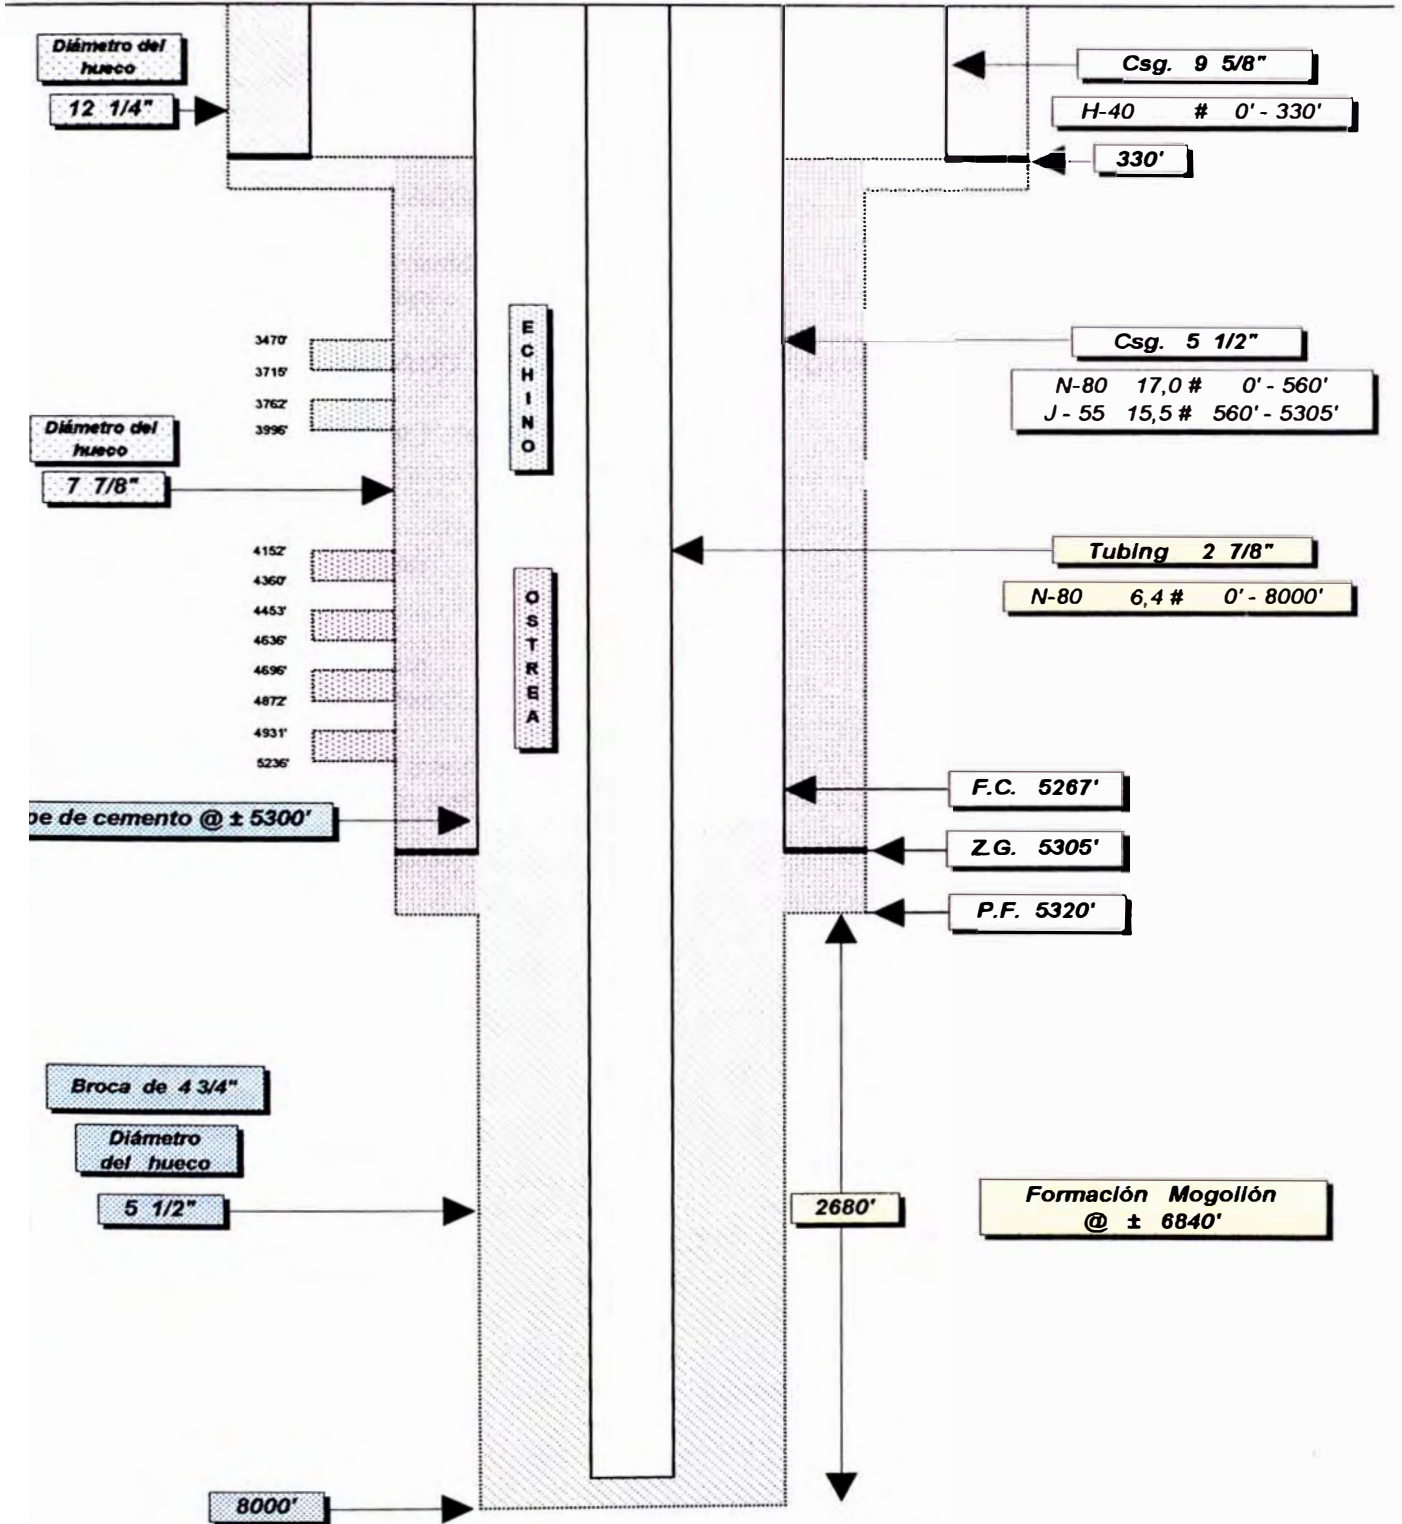 Diámetro del
hueco
12 1/4"
Csg. 9 5/8"
H-40 # 0' - 330'
330'
ECHINO
3470'
3715'
3762'
3996'
Csg. 5 1/2"
N-80 17,0 # 0' - 560'
J - 55 15,5 # 560' - 5305'
Diámetro del
hueco
7 7/8"
4152'
4360'
4453'
4636'
4696'
4872'
4931'
5236'
OSTREA
Tubing 2 7/8"
N-80 6,4 # 0' - 8000'
F.C. 5267'
pe de cemento @ ± 5300'
Z.G. 5305'
P.F. 5320'
Broca de 4 3/4"
Diámetro
del hueco
5 1/2"
2680'
Formación Mogollón
@ ± 6840'
8000'